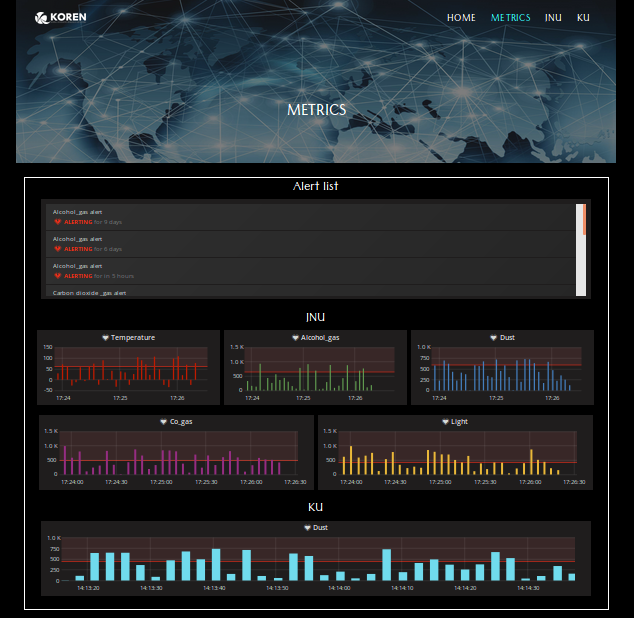 KOREN
HOME METRICS JNU KU
METRICS
Alert list
Alcohol_gas alert
ALERTING for 9 days
Alcohol_gas alert
ALERTING for 6 days
Alcohol_gas alert
ALERTING for in 5 hours
Carbon dioxide _gas alert
JNU
Temperature
150
100
50
0
-50
17:24 17:25 17:26
Alcohol_gas
1.5 K
1.0 K
500
0
17:24 17:25 17:26
Dust
1.0 K
750
500
250
0
17:24 17:25 17:26
Co_gas
1.5 K
1.0 K
500
0
17:24:00 17:24:30 17:25:00 17:25:30 17:26:00 17:26:30
Light
1.5 K
1.0 K
500
0
17:24:00 17:24:30 17:25:00 17:25:30 17:26:00 17:26:30
KU
Dust
1.0 K
750
500
250
0
14:13:20 14:13:30 14:13:40 14:13:50 14:14:00 14:14:10 14:14:20 14:14:30